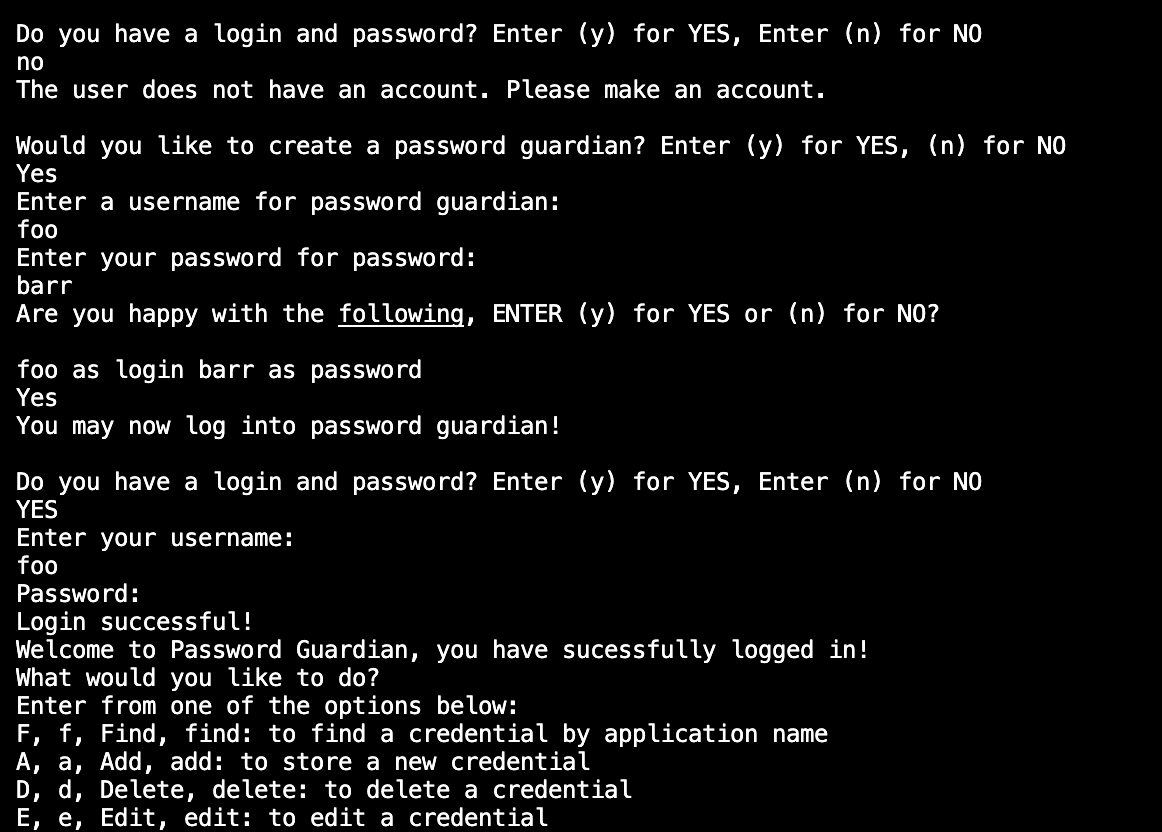 Do you have a login and password? Enter (y) for YES, Enter (n) for NO
no
The user does not have an account. Please make an account.
Would you like to create a password guardian? Enter (y) for YES, (n) for NO
Yes
Enter a username for password guardian:
foo
Enter your password for password:
barr
Are you happy with the following, ENTER (y) for YES or (n) for NO?
foo as login barr as password
Yes
You may now log into password guardian!
Do you have a login and password? Enter (y) for YES, Enter (n) for NO
YES
Enter your username:
foo
Password:
Login successful!
Welcome to Password Guardian, you have sucessfully logged in!
What would you like to do?
Enter from one of the options below:
F, f, Find, find: to find a credential by application name
A, a, Add, add: to store a new credential
D, d, Delete, delete: to delete a credential
E, e, Edit, edit: to edit a credential